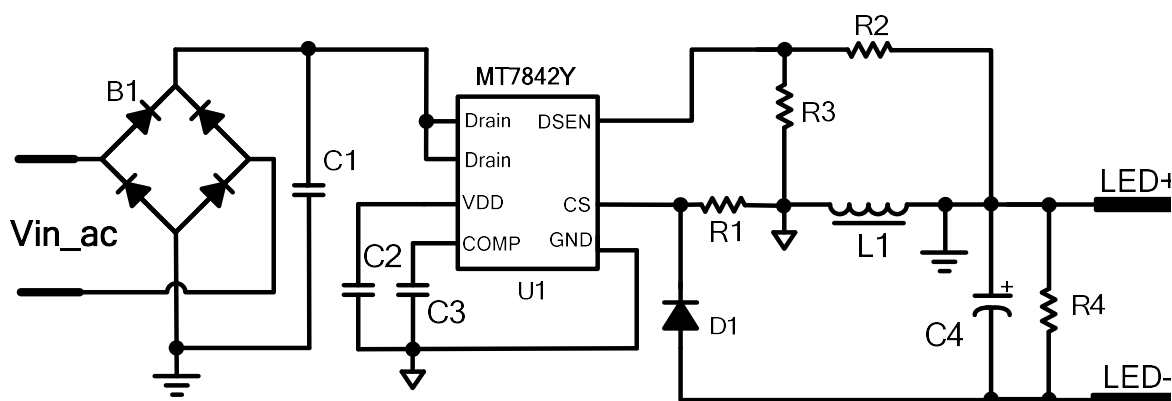 R2
B1
MT7842Y
Drain
DSEN
R3
Drain
C1
LED+
VDD
CS
Vin_ac
R1
COMP
GND
L1
C2
U1
C3
+
D1
C4
R4
LED-